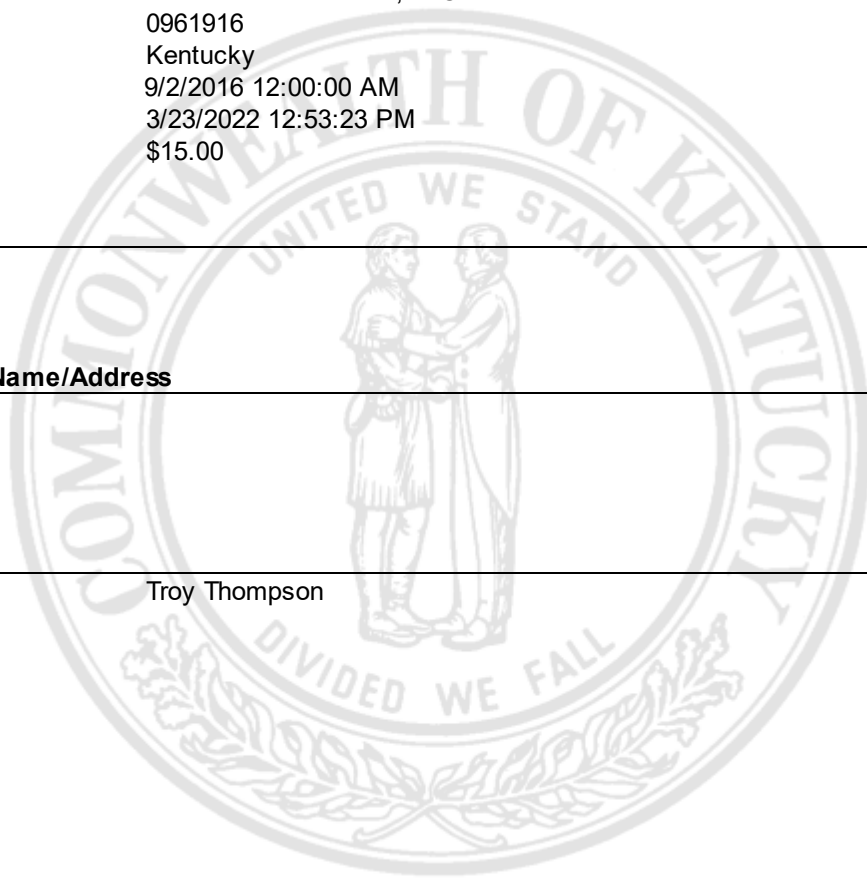 0961916
Kentucky
9/2/2016 12:00:00 AM
3/23/2022 12:53:23 PM
$15.00
COMMONWEALTH OF KENTUCKY
UNITED WE STAND
Name/Address
Troy Thompson
DIVIDED WE FALL